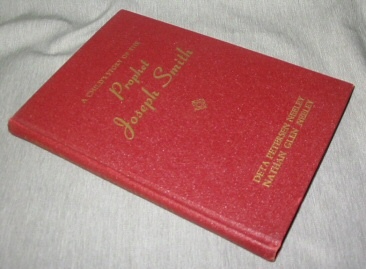 A CHILD'S STORY OF THE
Prophet
Joseph Smith
DETA PETERSEN NEELEY
NATHAN GLEN NEELEY